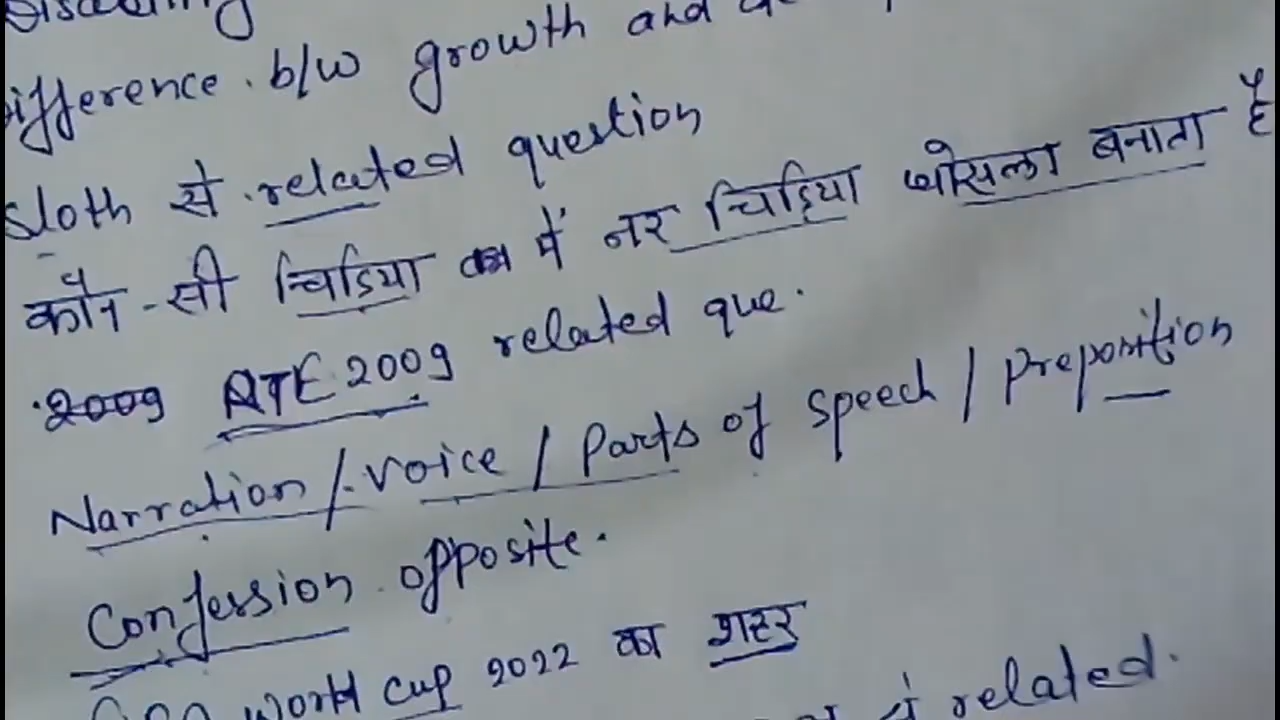 Difference b/w growth and
Sloth से related question
कौन-सी चिड़िया में नर चिड़िया घोंसला बनाता है
2009 RTE 2009 related que.
Narration / voice / Parts of speech / preposition
Confession opposite.
world cup 2022 का शहर
related.